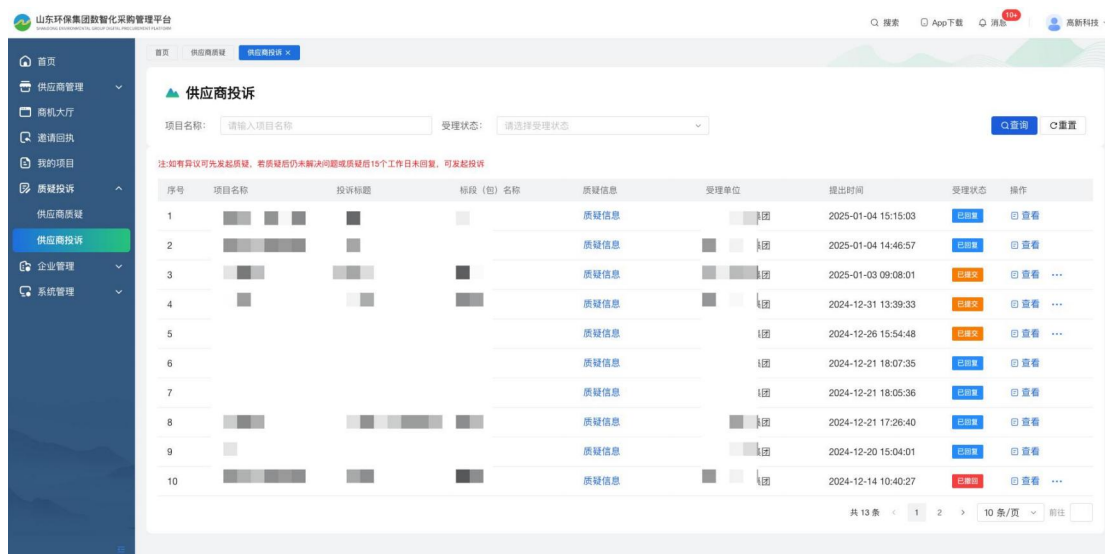 山东环保集团数智化采购管理平台
搜索 App下载 消息 10+ 高新科技
首页 供应商质疑 供应商投诉 ×
首页
供应商管理
商机大厅
邀请回执
我的项目
质疑投诉
供应商质疑
供应商投诉
企业管理
系统管理
供应商投诉
项目名称: 请输入项目名称 受理状态: 请选择受理状态 查询 重置
注:如有异议可先发起质疑，若质疑后仍未解决问题或质疑后15个工作日未回复，可发起投诉
序号 项目名称 投诉标题 标段（包）名称 质疑信息 受理单位 提出时间 受理状态 操作
1 质疑信息 团 2025-01-04 15:15:03 已回复 查看
2 质疑信息 团 2025-01-04 14:46:57 已回复 查看
3 质疑信息 团 2025-01-03 09:08:01 已提交 查看 ···
4 质疑信息 团 2024-12-31 13:39:33 已提交 查看 ···
5 质疑信息 团 2024-12-26 15:54:48 已提交 查看 ···
6 质疑信息 团 2024-12-21 18:07:35 已回复 查看
7 质疑信息 团 2024-12-21 18:05:36 已回复 查看
8 质疑信息 团 2024-12-21 17:26:40 已回复 查看
9 质疑信息 团 2024-12-20 15:04:01 已回复 查看
10 质疑信息 团 2024-12-14 10:40:27 已撤回 查看 ···
共 13 条 < 1 2 > 10 条/页 前往